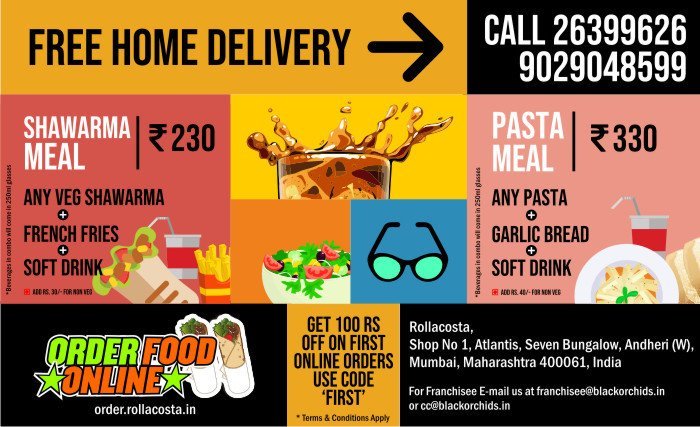 FREE HOME DELIVERY
CALL 26399626
9029048599
SHAWARMA
MEAL
₹ 230
ANY VEG SHAWARMA
+
FRENCH FRIES
+
SOFT DRINK
ADD RS. 30/- FOR NON VEG
*Beverages in combo will come in 250ml glasses
PASTA
MEAL
₹ 330
ANY PASTA
+
GARLIC BREAD
+
SOFT DRINK
ADD RS. 40/- FOR NON VEG
*Beverages in combo will come in 250ml glasses
ORDER FOOD
ONLINE
order.rollacosta.in
GET 100 RS
OFF ON FIRST
ONLINE ORDERS
USE CODE
‘FIRST’
* Terms & Conditions Apply
Rollacosta,
Shop No 1, Atlantis, Seven Bungalow, Andheri (W),
Mumbai, Maharashtra 400061, India
For Franchisee E-mail us at franchisee@blackorchids.in
or cc@blackorchids.in